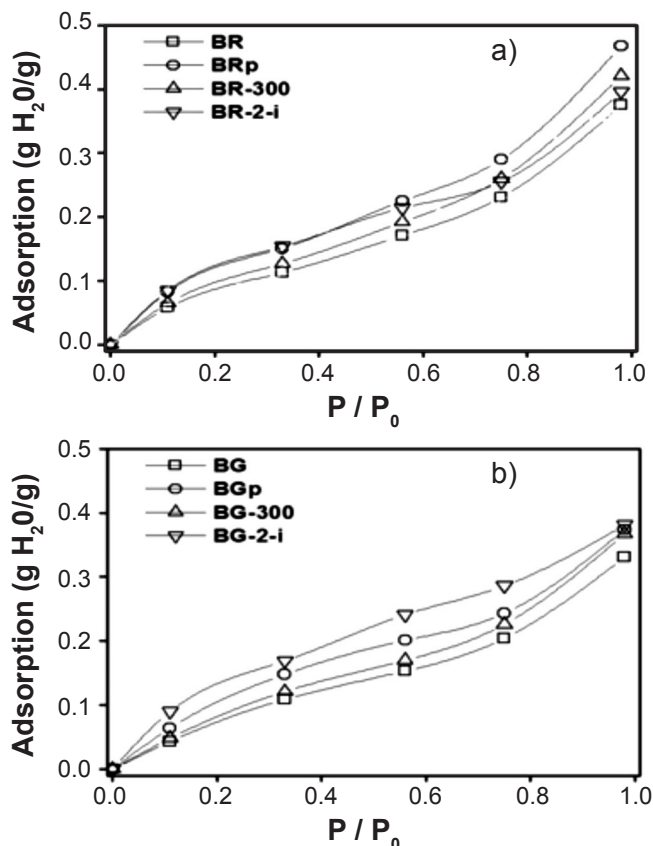 a)
BR
BRp
BR-300
BR-2-i
Adsorption (g H₂0/g)
0.5
0.4
0.3
0.2
0.1
0.0
0.0 0.2 0.4 0.6 0.8 1.0
P / P₀
b)
BG
BGp
BG-300
BG-2-i
Adsorption (g H₂0/g)
0.5
0.4
0.3
0.2
0.1
0.0
0.0 0.2 0.4 0.6 0.8 1.0
P / P₀